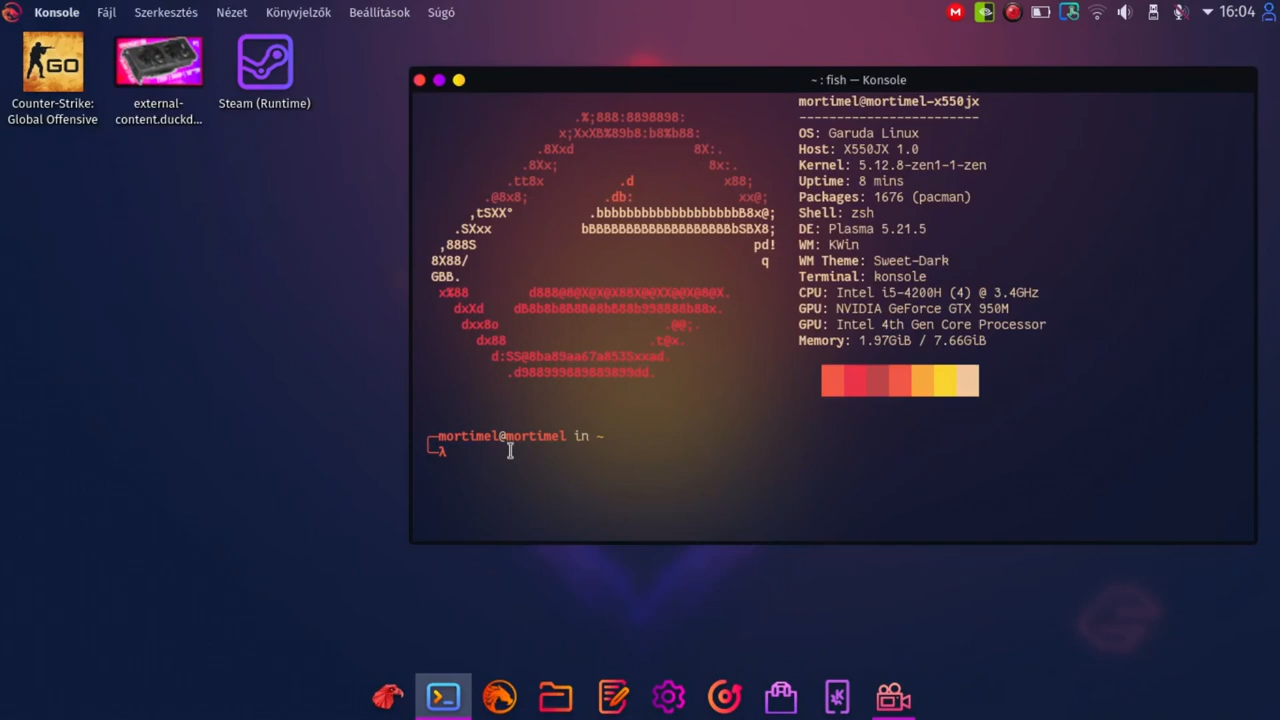 Konsole Fájl Szerkesztés Nézet Könyvjelzők Beállítások Súgó 16:04
GO
Counter-Strike:
Global Offensive
external-
content.duckd...
Steam (Runtime)
~ : fish — Konsole
mortimel@mortimel-x550jx
------------------------
OS: Garuda Linux
Host: X550JX 1.0
Kernel: 5.12.8-zen1-1-zen
Uptime: 8 mins
Packages: 1676 (pacman)
Shell: zsh
DE: Plasma 5.21.5
WM: KWin
WM Theme: Sweet-Dark
Terminal: konsole
CPU: Intel i5-4200H (4) @ 3.4GHz
GPU: NVIDIA GeForce GTX 950M
GPU: Intel 4th Gen Core Processor
Memory: 1.97GiB / 7.66GiB
mortimel@mortimel in ~
λ